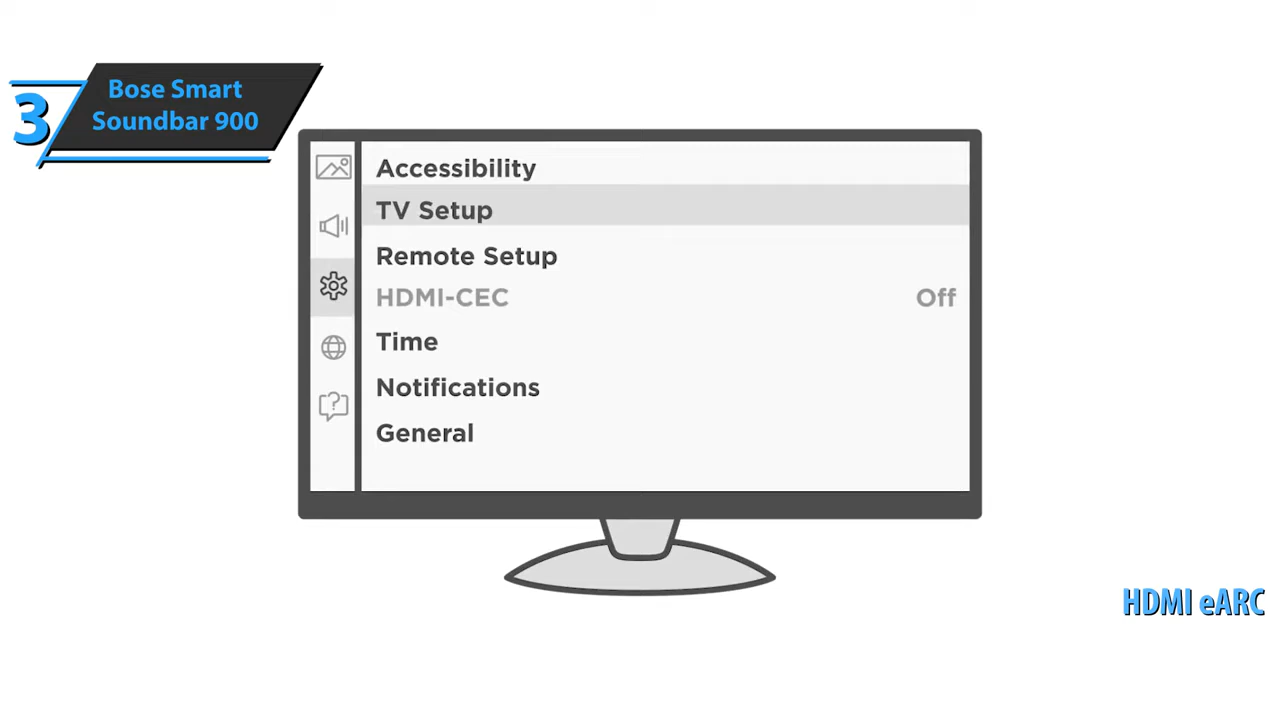 3
Bose Smart
Soundbar 900
Accessibility
TV Setup
Remote Setup
HDMI-CEC Off
Time
Notifications
General
HDMI eARC